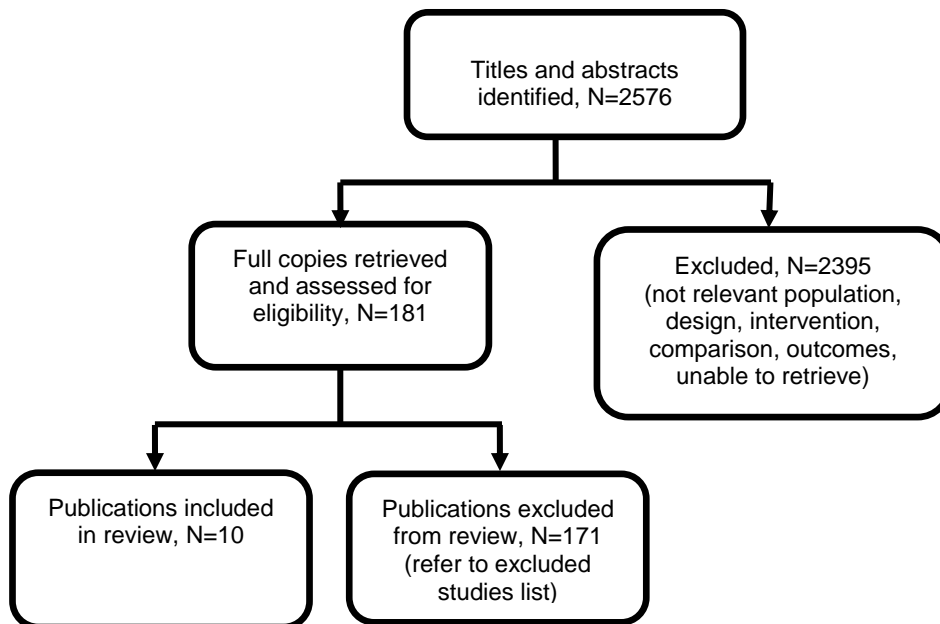 Titles and abstracts
identified, N=2576
Full copies retrieved
and assessed for
eligibility, N=181
Excluded, N=2395
(not relevant population,
design, intervention,
comparison, outcomes,
unable to retrieve)
Publications included
in review, N=10
Publications excluded
from review, N=171
(refer to excluded
studies list)